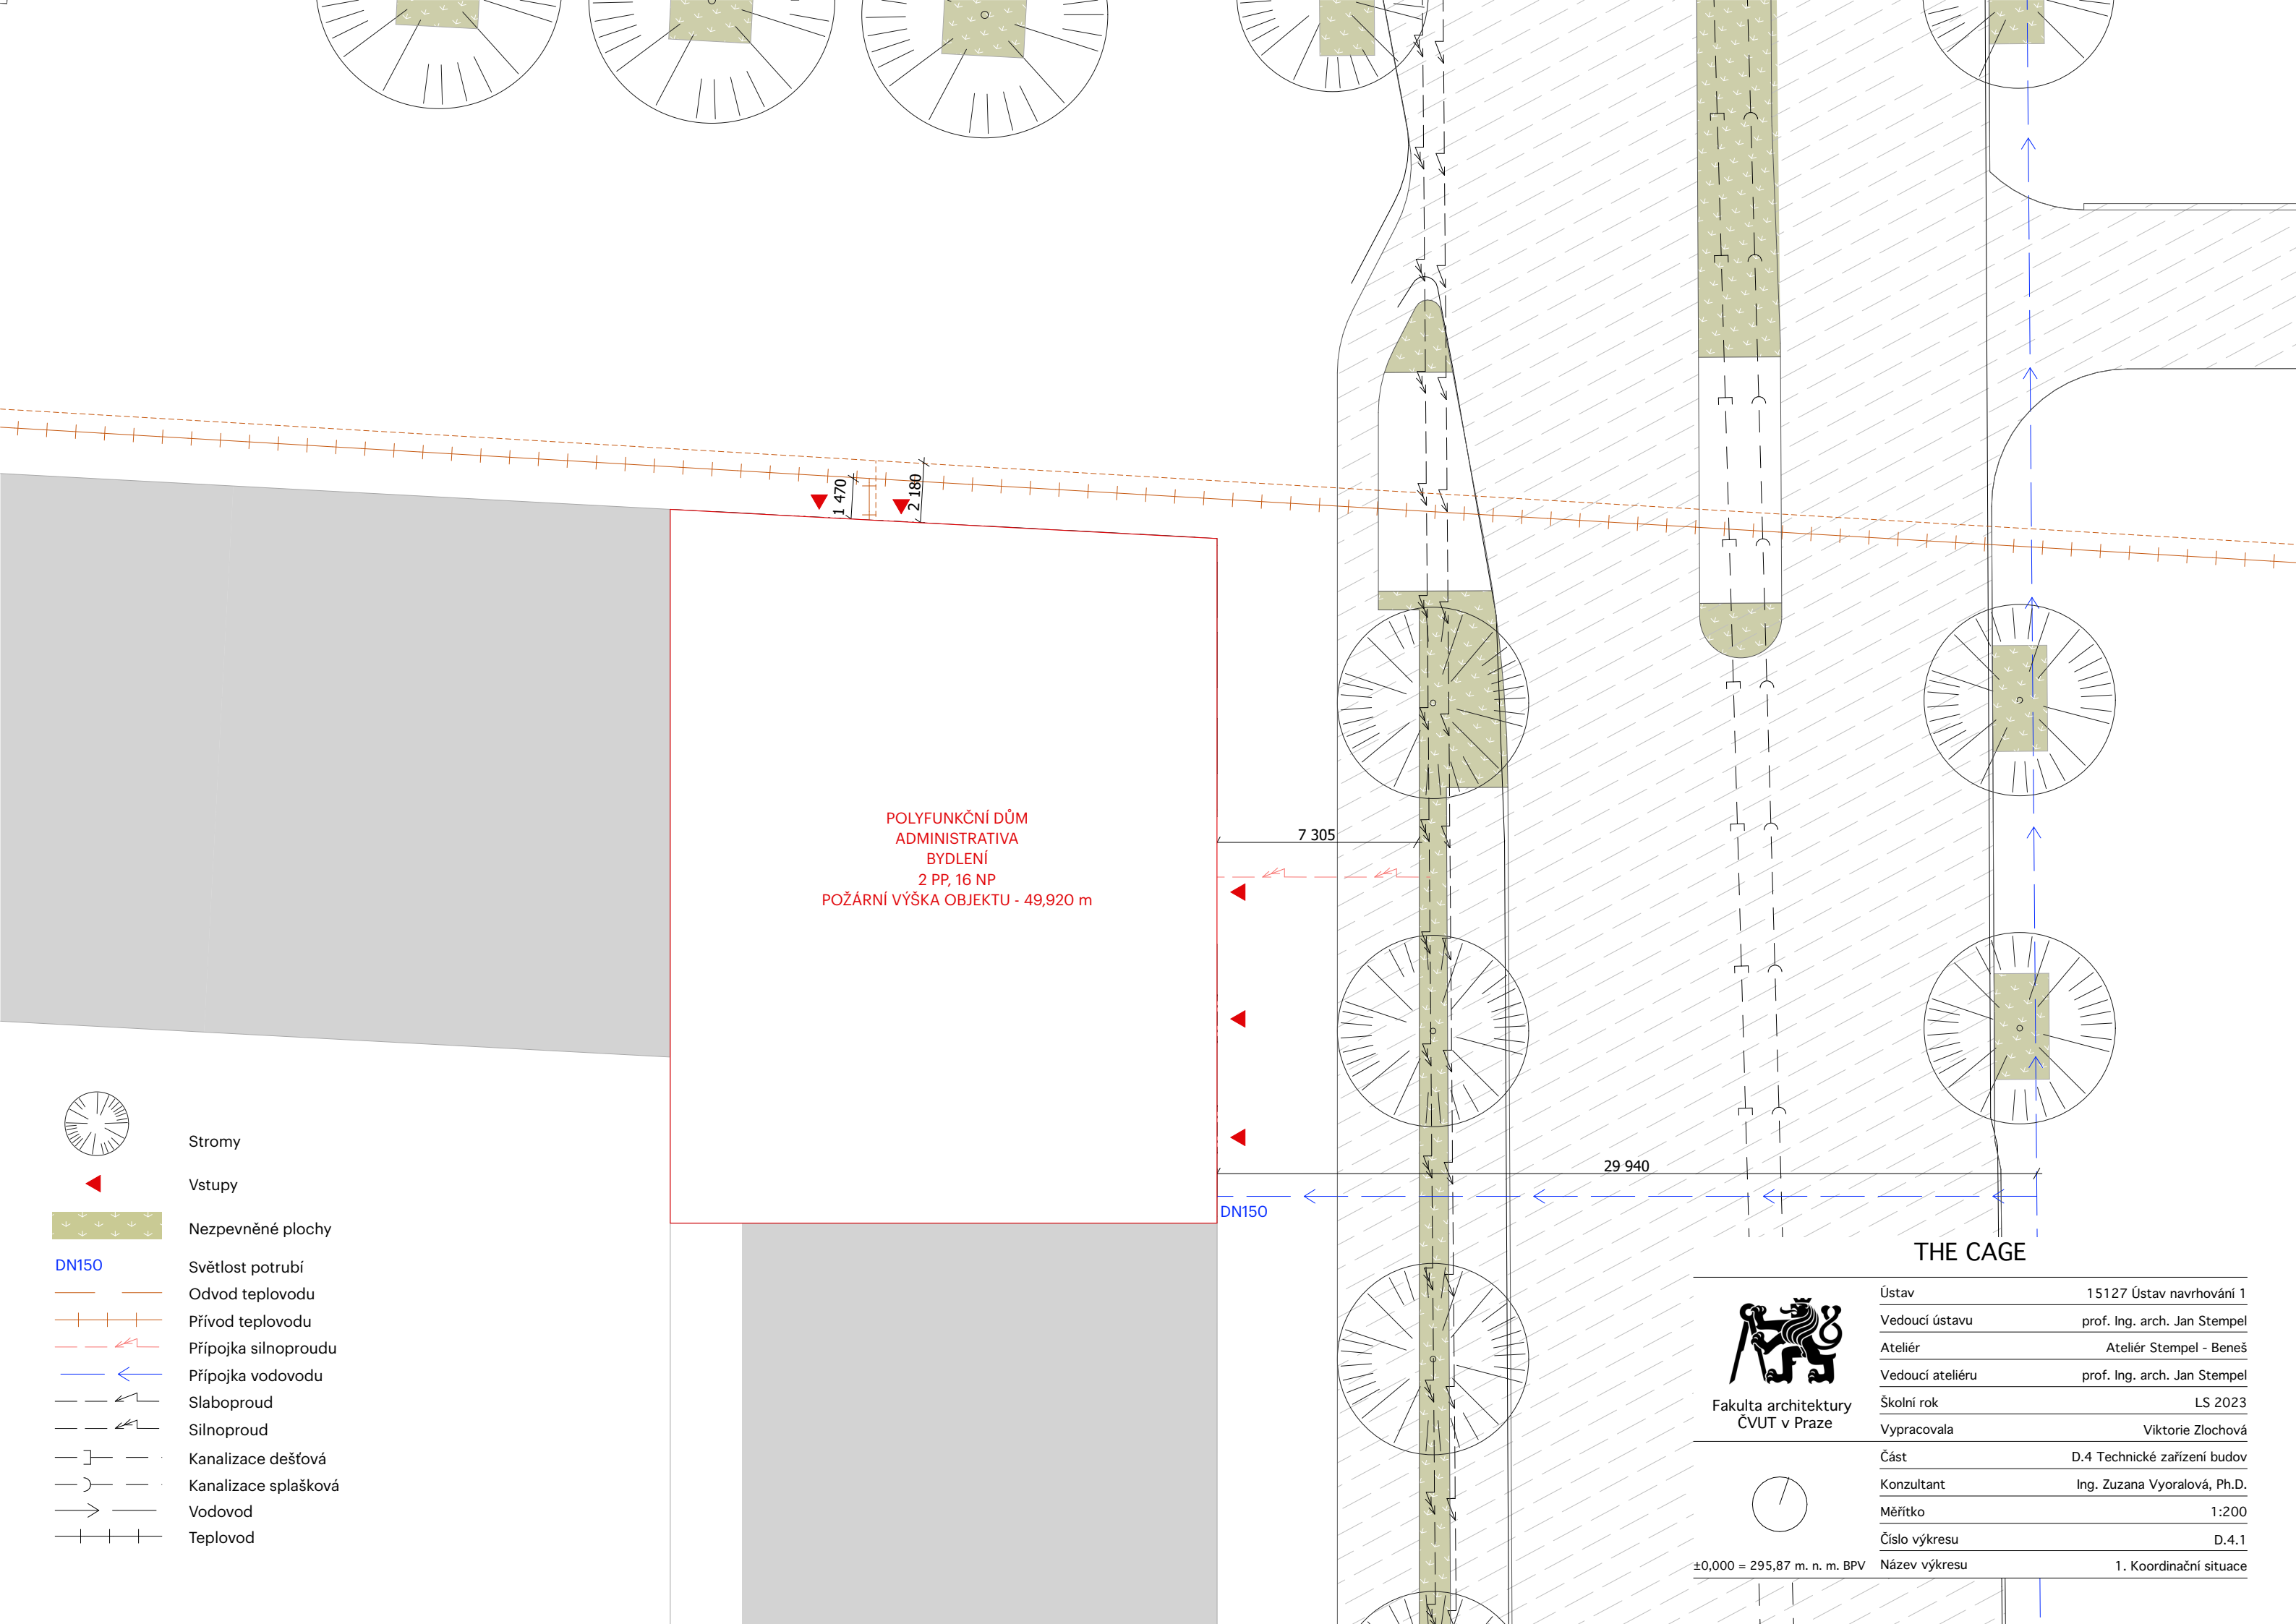 1 470
2 180
POLYFUNKČNÍ DŮM
ADMINISTRATIVA
BYDLENÍ
2 PP, 16 NP
POŽÁRNÍ VÝŠKA OBJEKTU - 49,920 m
7 305
29 940
DN150
Stromy
Vstupy
Nezpevněné plochy
DN150 Světlost potrubí
Odvod teplovodu
Přívod teplovodu
Přípojka silnoproudu
Přípojka vodovodu
Slaboproud
Silnoproud
Kanalizace dešťová
Kanalizace splašková
Vodovod
Teplovod
THE CAGE
Fakulta architektury
ČVUT v Praze
±0,000 = 295,87 m. n. m. BPV
Ústav 15127 Ústav navrhování 1
Vedoucí ústavu prof. Ing. arch. Jan Stempel
Ateliér Ateliér Stempel - Beneš
Vedoucí ateliéru prof. Ing. arch. Jan Stempel
Školní rok LS 2023
Vypracovala Viktorie Zlochová
Část D.4 Technické zařízení budov
Konzultant Ing. Zuzana Vyoralová, Ph.D.
Měřítko 1:200
Číslo výkresu D.4.1
Název výkresu 1. Koordinační situace